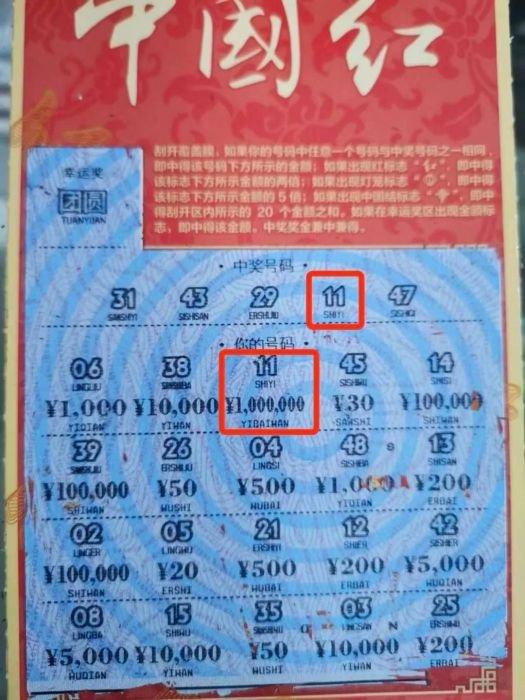 中国红
刮开覆盖膜，如果你的号码中任意一个号码与中奖号码之一相同，
即中得该号码下方所示的金额；如果出现红标志 即中得
该标志下方所示金额的两倍；如果出现灯笼标志 即中得
该标志下方所示金额的 5 倍；如果出现中国结标志 ，即
中得刮开区内所示的 20 个金额之和。如果在幸运奖区出现金额标
志，即中得该金额。中奖奖金兼中兼得。
幸运奖
团圆
TUANYUAN
· 中奖号码 ·
31 43 29 11 47
SANSHIYI SISHISAN ERSHIJIU SHIYI SISHIQI
· 你的号码 ·
06 38 11 45 14
LINGLIU SANSHIBA SHIYI SISHIWU SHISI
¥1,000 ¥10,000 ¥1,000,000 ¥30 ¥100,000
YIQIAN YIWAN YIBAIWAN SANSHI SHIWAN
39 26 04 48 s 13
SANSHIJIU ERSHILIU LINGSI SISHIBA SHISAN
¥100,000 ¥50 ¥500 ¥1,000 ¥200
SHIWAN WUSHI WUBAI YIQIAN ERBAI
02 05 21 12 42
LINGER LINGWU ERSHIYI SHIER SISHIER
¥100,000 ¥20 ¥500 ¥200 ¥5,000
SHIWAN ERSHI WUBAI ERBAI WUQIAN
08 15 35 03 25
LINGBA SHIWU SANSHIWU LINGSAN N ERSHIWU
¥5,000 ¥10,000 ¥50 ¥10,000 ¥200
WUQIAN YIWAN WUSHI YIWAN ERBAI